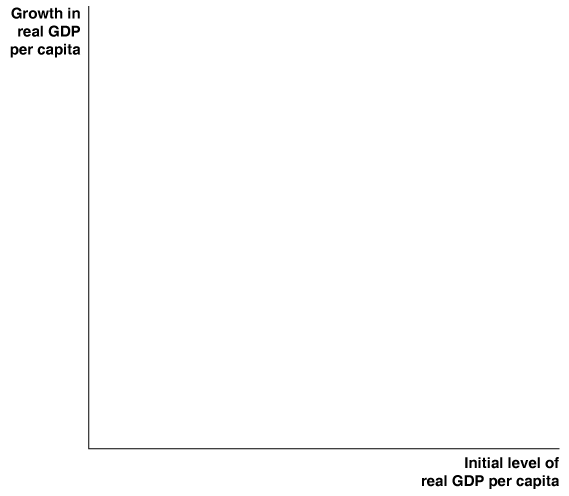 Growth in
real GDP
per capita
Initial level of
real GDP per capita